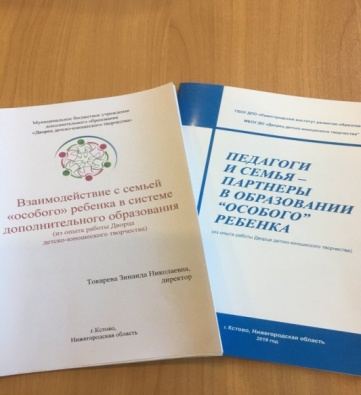 Муниципальное бюджетное учреждение
дополнительного образования
«Дворец детско-юношеского творчества»
Взаимодействие с семьей
«особого» ребенка в системе
дополнительного образования
(из опыта работы Дворца
детско-юношеского творчества)
Товарева Зинаида Николаевна,
директор
г.Кстово,
Нижегородская область
ГБОУ ДПО «Нижегородский институт развития образования»
МБУ ДО «Дворец детско-юношеского творчества»
ПЕДАГОГИ
И СЕМЬЯ –
ПАРТНЕРЫ
В ОБРАЗОВАНИИ
“ОСОБОГО”
РЕБЕНКА
(из опыта работы Дворца детско-юношеского творчества)
г. Кстово, Нижегородская область
2019 год